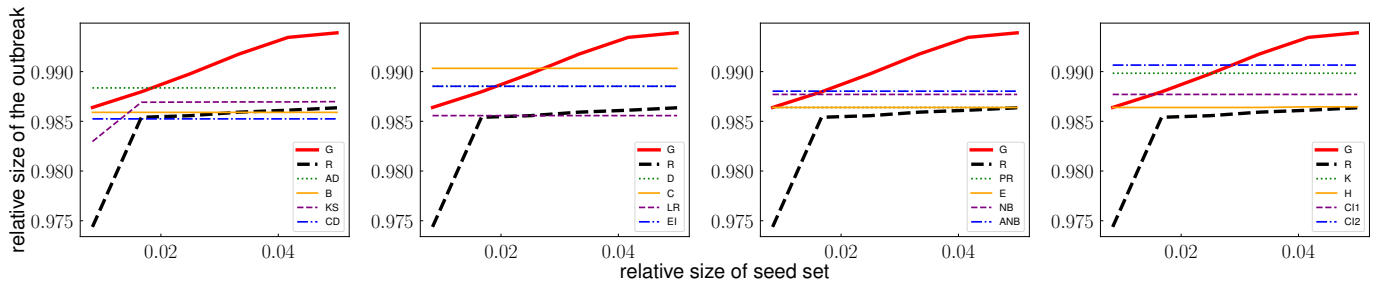 relative size of the outbreak
0.990
0.985
0.980
0.975
0.02
0.04
G
R
AD
B
KS
CD
0.990
0.985
0.980
0.975
0.02
0.04
G
R
D
C
LR
EI
0.990
0.985
0.980
0.975
0.02
0.04
G
R
PR
E
NB
ANB
0.990
0.985
0.980
0.975
0.02
0.04
G
R
K
H
CI1
CI2
relative size of seed set